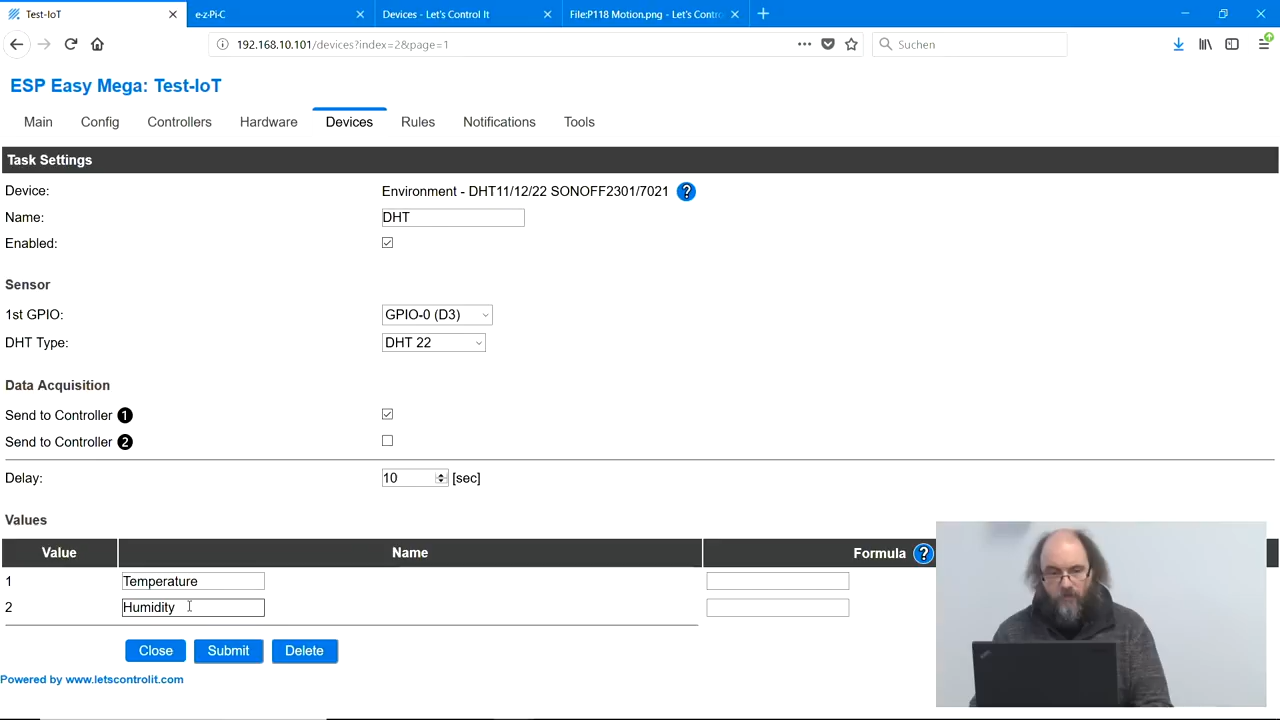 Test-IoT
e-z-Pi-C
Devices - Let's Control It
File:P118 Motion.png - Let's Contr
192.168.10.101/devices?index=2&page=1
Suchen
ESP Easy Mega: Test-IoT
Main Config Controllers Hardware Devices Rules Notifications Tools
Task Settings
Device: Environment - DHT11/12/22 SONOFF2301/7021 ?
Name: DHT
Enabled:
Sensor
1st GPIO: GPIO-0 (D3)
DHT Type: DHT 22
Data Acquisition
Send to Controller 1
Send to Controller 2
Delay: 10 [sec]
Values
Value Name Formula ?
1 Temperature
2 Humidity
Close Submit Delete
Powered by www.letscontrolit.com